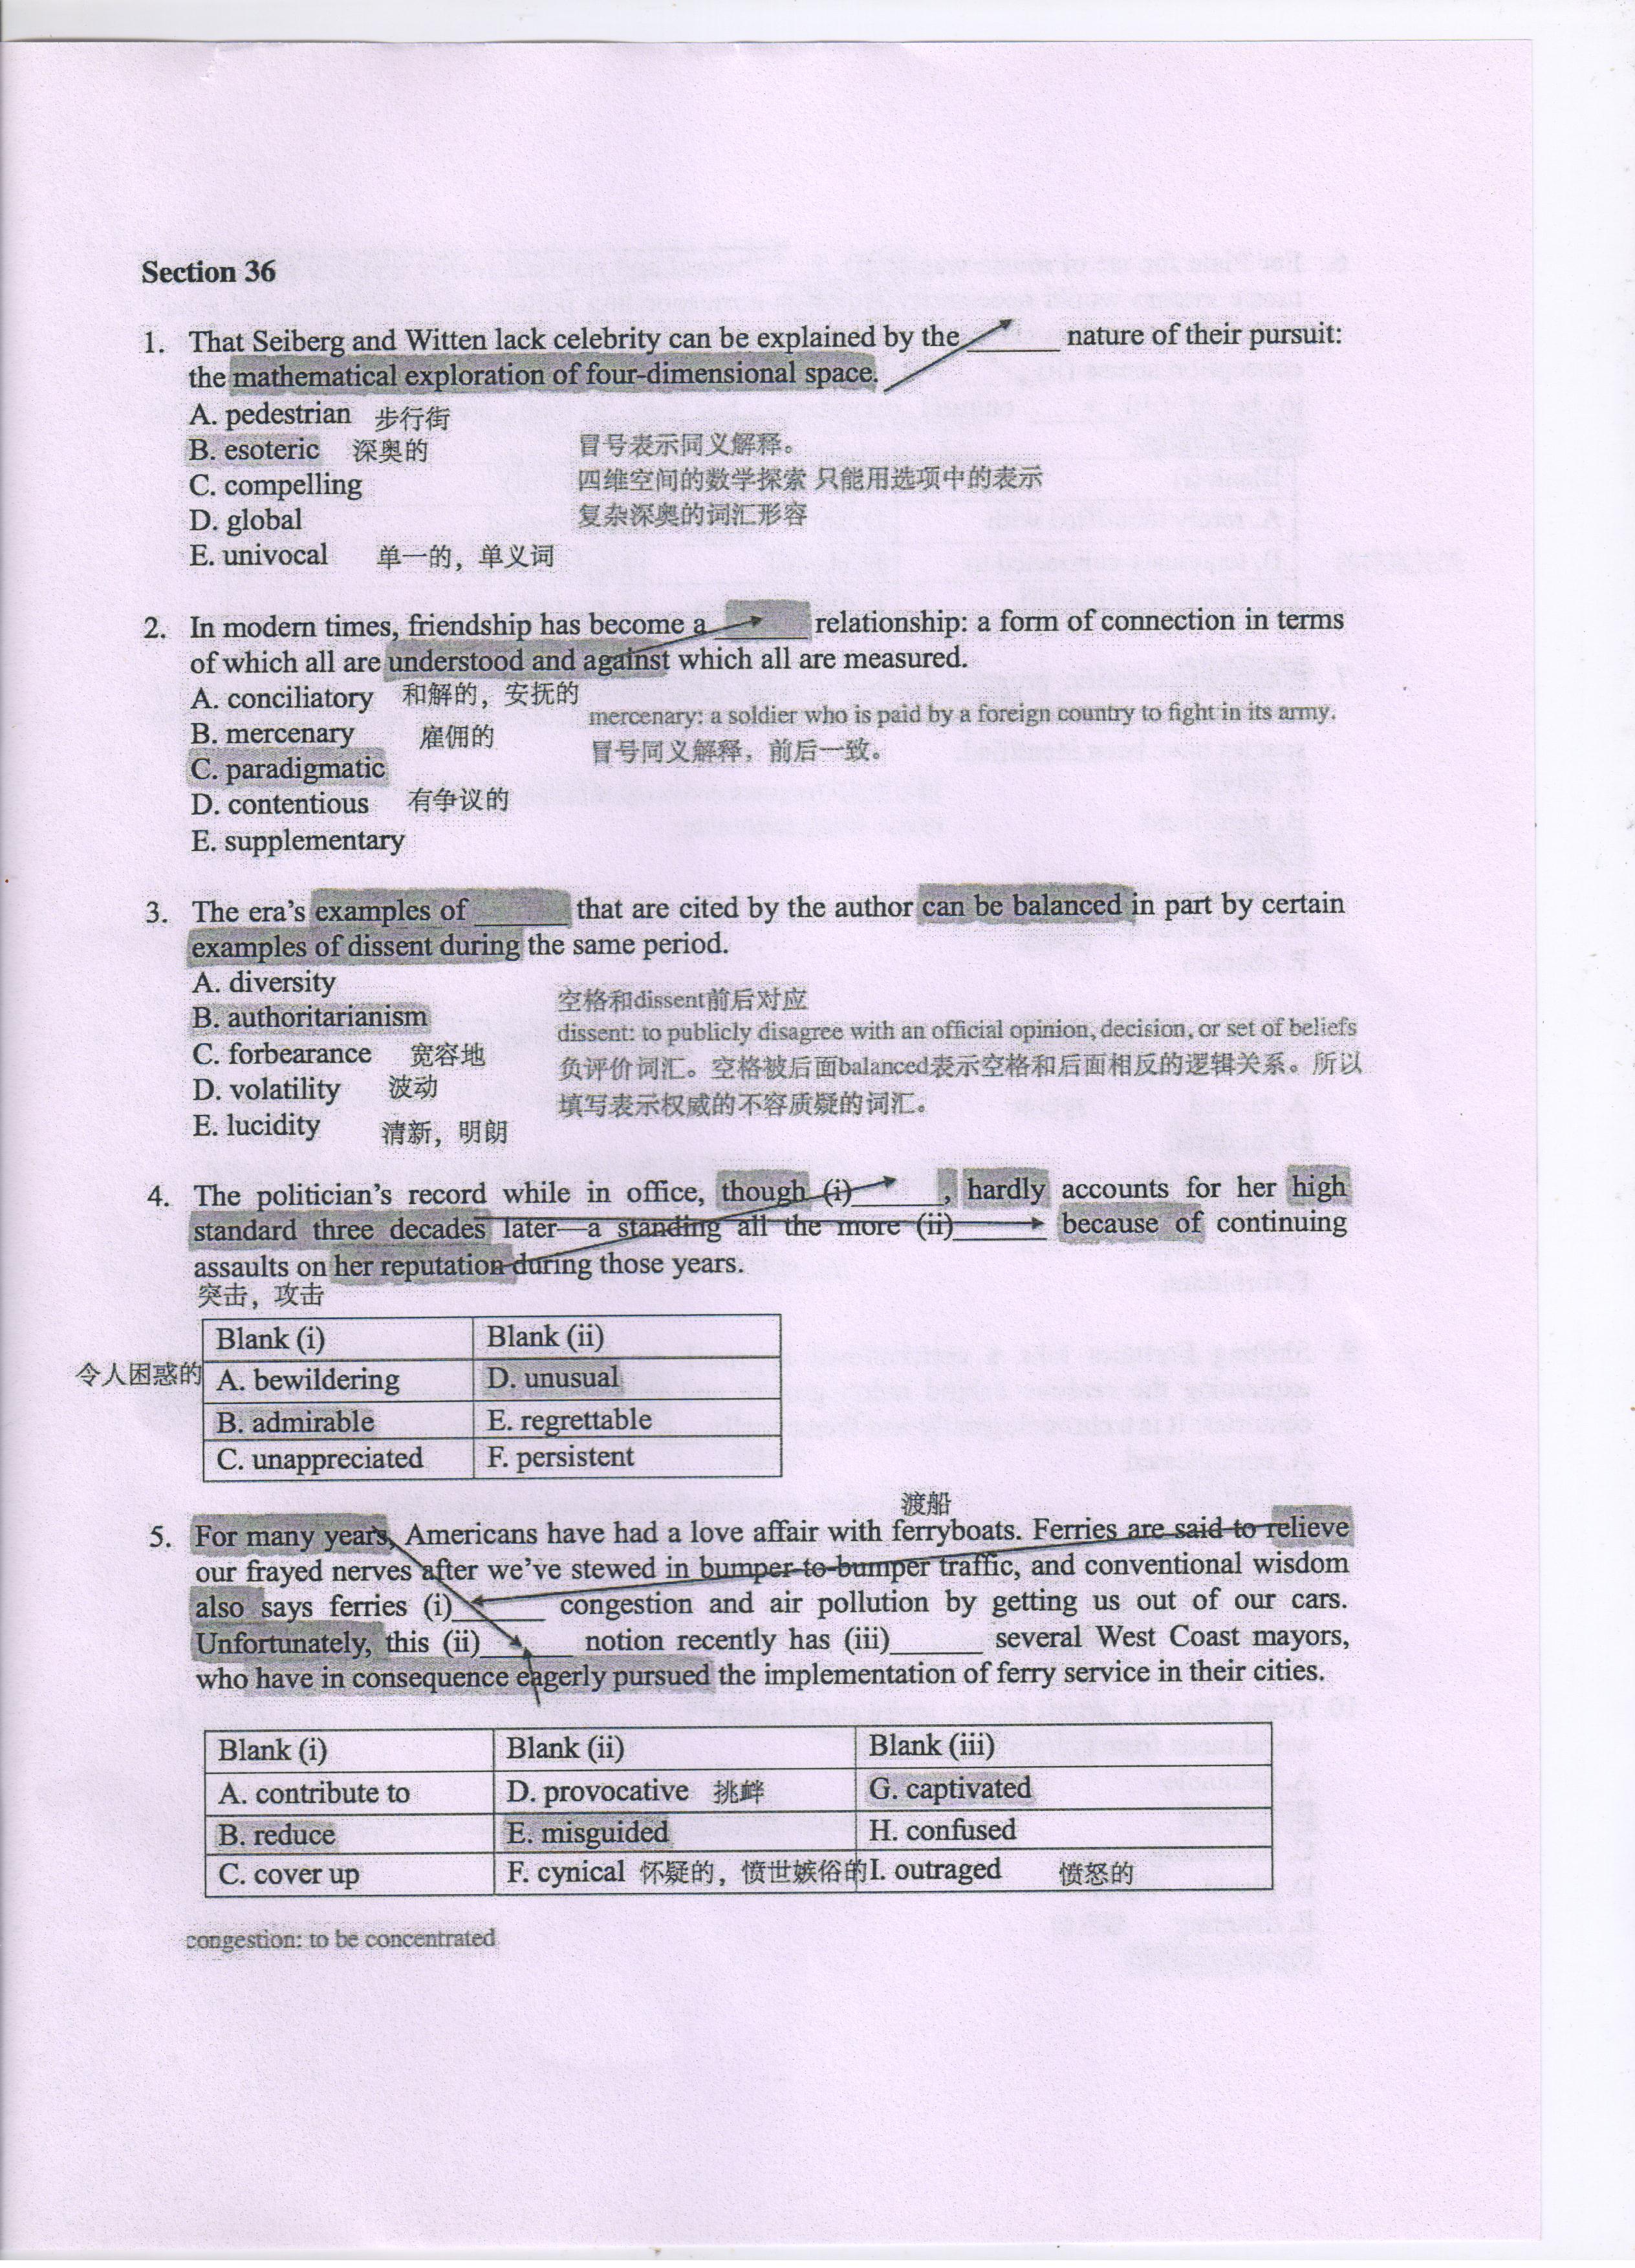 Section 36
1. That Seiberg and Witten lack celebrity can be explained by the ______ nature of their pursuit:
the mathematical exploration of four-dimensional space.
A. pedestrian 步行街
B. esoteric 深奥的
冒号表示同义解释。
C. compelling
四维空间的数学探索 只能用选项中的表示
D. global
复杂深奥的词汇形容
E. univocal 单一的，单义词
2. In modern times, friendship has become a ______ relationship: a form of connection in terms
of which all are understood and against which all are measured.
A. conciliatory 和解的，安抚的
mercenary: a soldier who is paid by a foreign country to fight in its army.
B. mercenary 雇佣的
冒号同义解释，前后一致。
C. paradigmatic
D. contentious 有争议的
E. supplementary
3. The era's examples of ______ that are cited by the author can be balanced in part by certain
examples of dissent during the same period.
A. diversity
空格和dissent前后对应
B. authoritarianism
dissent: to publicly disagree with an official opinion, decision, or set of beliefs
C. forbearance 宽容地
负评价词汇。空格被后面balanced表示空格和后面相反的逻辑关系。所以
D. volatility 波动
填写表示权威的不容质疑的词汇。
E. lucidity 清新，明朗
4. The politician's record while in office, though (i)______, hardly accounts for her high
standard three decades later—a standing all the more (ii)______ because of continuing
assaults on her reputation during those years.
突击，攻击
Blank (i) Blank (ii)
令人困惑的 A. bewildering D. unusual
B. admirable E. regrettable
C. unappreciated F. persistent
渡船
5. For many years, Americans have had a love affair with ferryboats. Ferries are said to relieve
our frayed nerves after we've stewed in bumper-to-bumper traffic, and conventional wisdom
also says ferries (i)______ congestion and air pollution by getting us out of our cars.
Unfortunately, this (ii)______ notion recently has (iii)______ several West Coast mayors,
who have in consequence eagerly pursued the implementation of ferry service in their cities.
Blank (i) Blank (ii) Blank (iii)
A. contribute to D. provocative 挑衅 G. captivated
B. reduce E. misguided H. confused
C. cover up F. cynical 怀疑的，愤世嫉俗的 I. outraged 愤怒的
congestion: to be concentrated